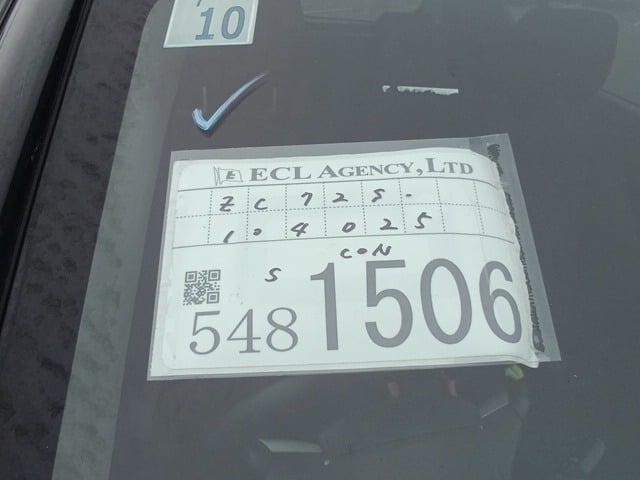 10
ECL AGENCY, LTD
ZC72S-
104025
CON
S
548 1506